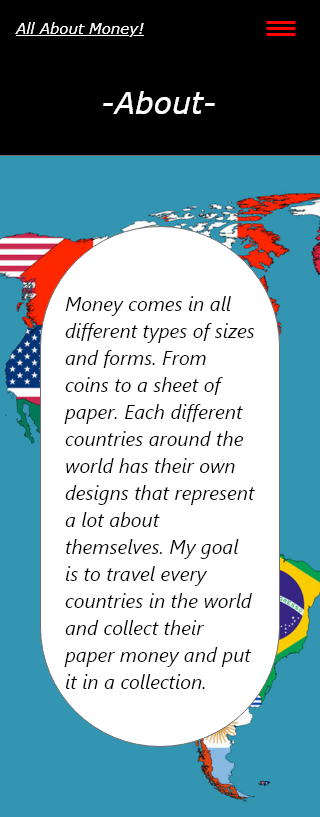 All About Money!
-About-
Money comes in all
different types of sizes
and forms. From
coins to a sheet of
paper. Each different
countries around the
world has their own
designs that represent
a lot about
themselves. My goal
is to travel every
countries in the world
and collect their
paper money and put
it in a collection.